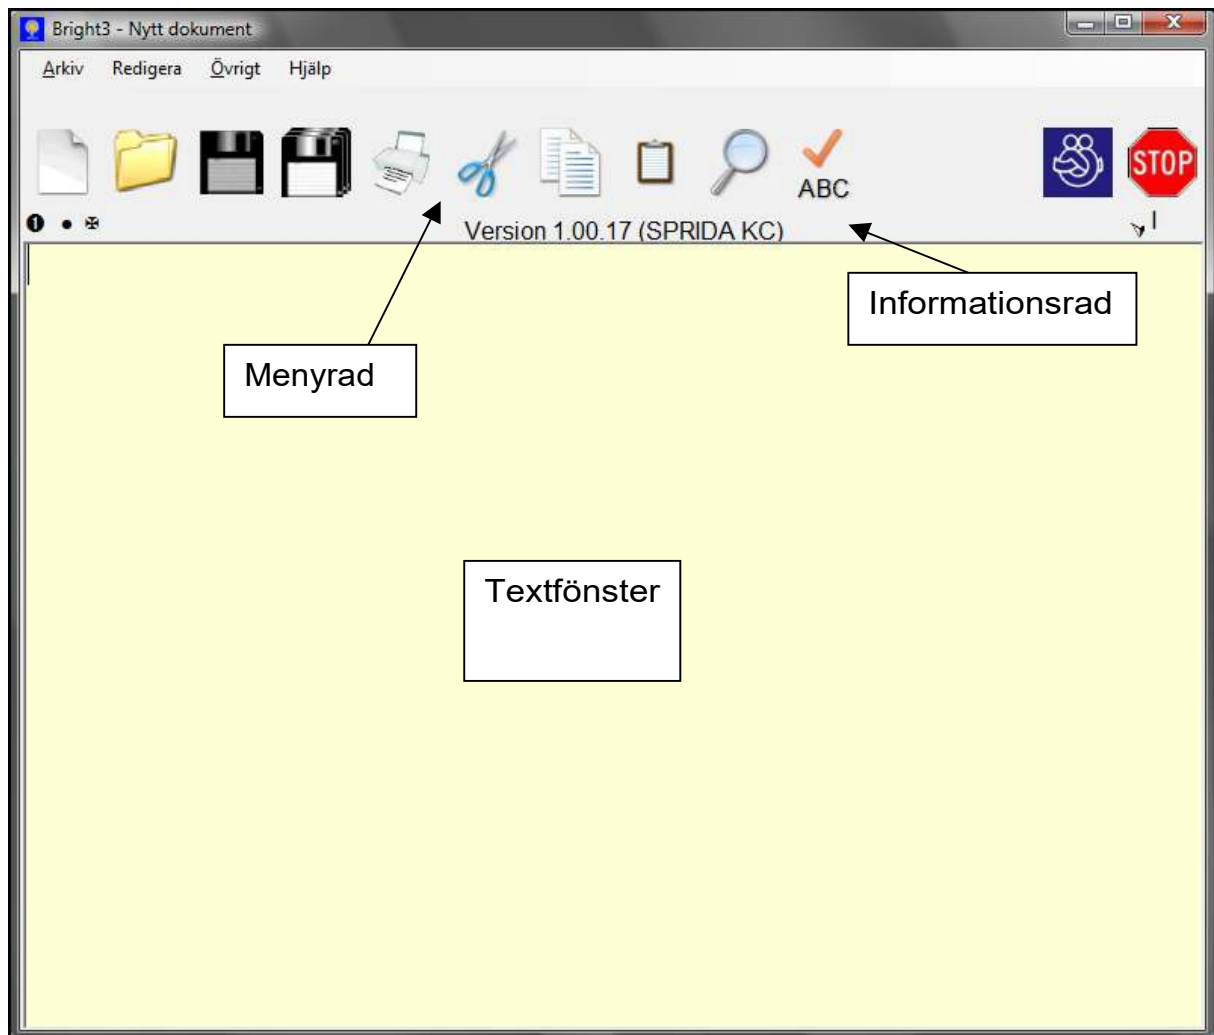 Bright3 - Nytt dokument
Arkiv Redigera Övrigt Hjälp
ABC
STOP
Version 1.00.17 (SPRIDA KC)
Informationsrad
Menyrad
Textfönster